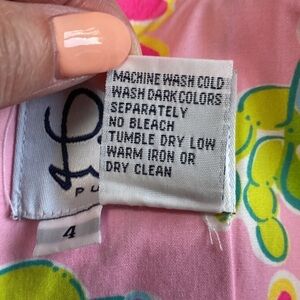 MACHINE WASH COLD
WASH DARK COLORS
SEPARATELY
NO BLEACH
TUMBLE DRY LOW
WARM IRON OR
DRY CLEAN
4